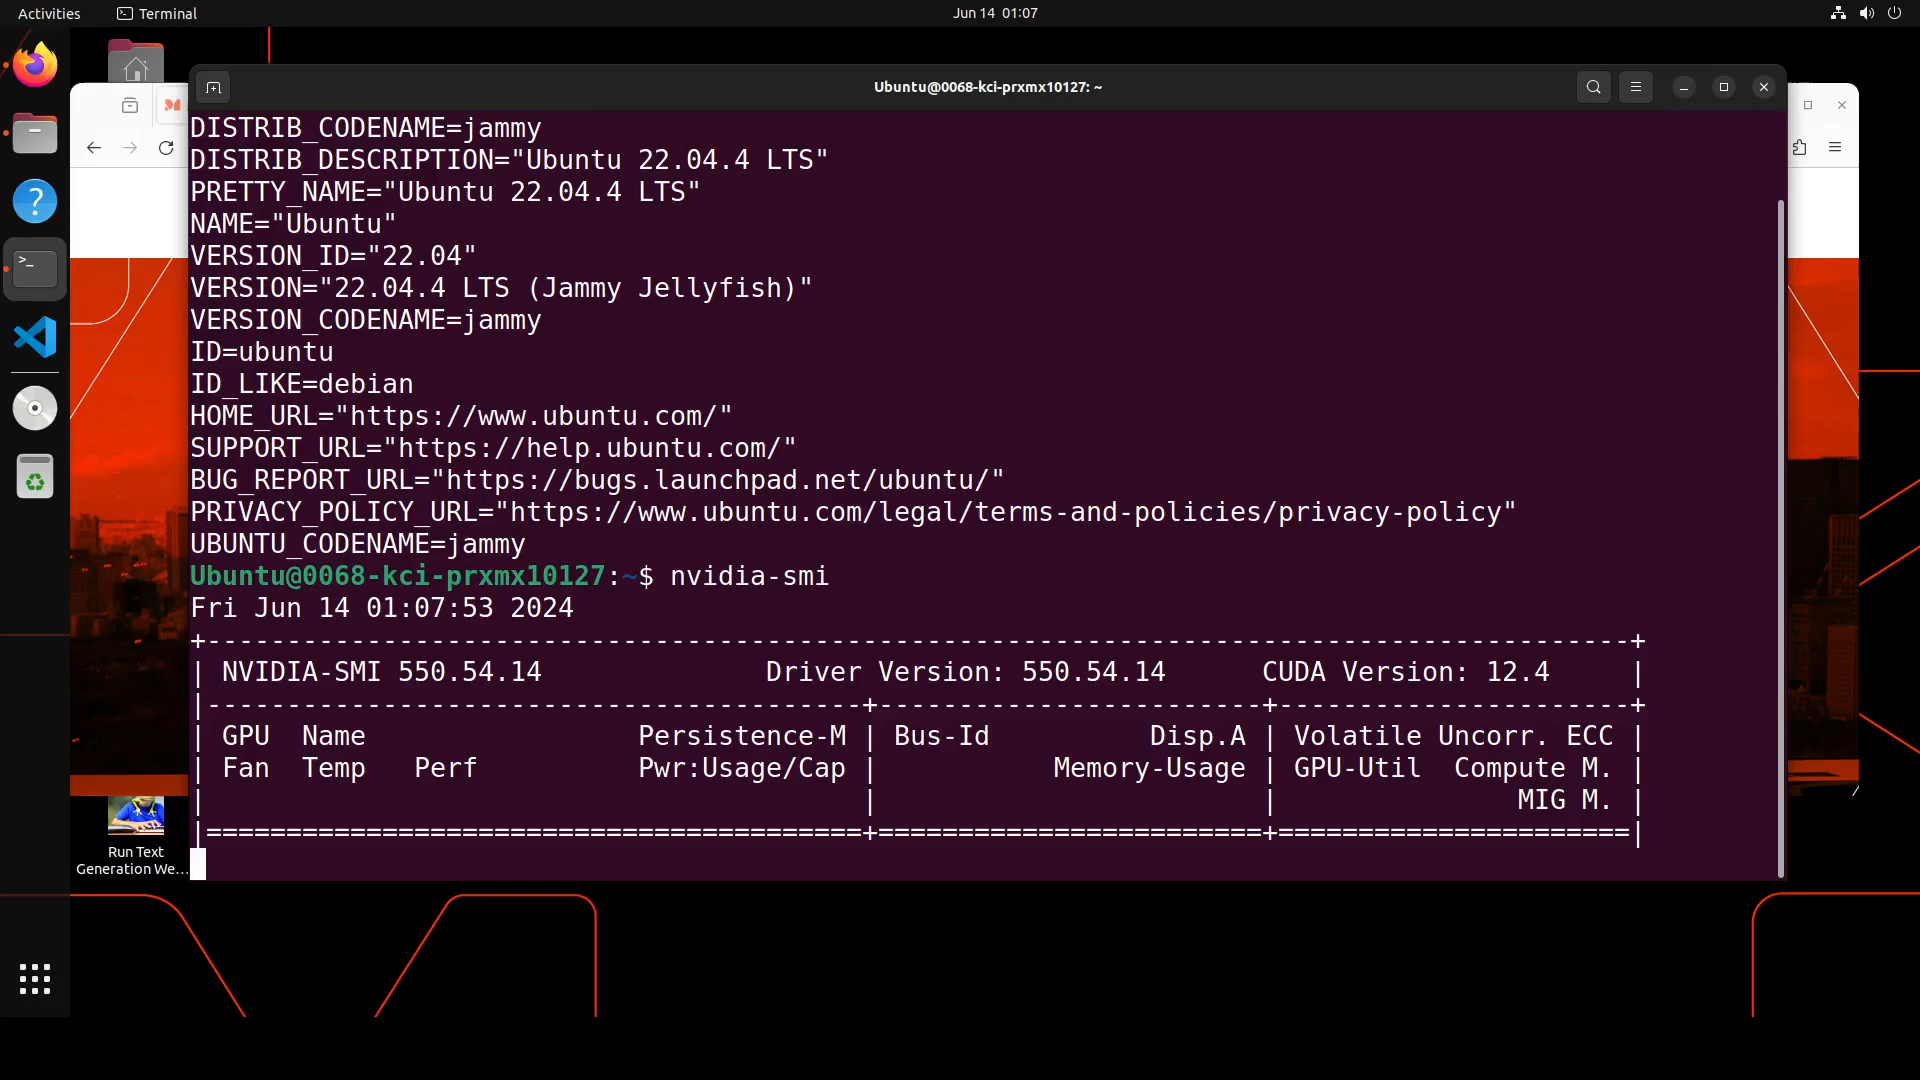 Activities Terminal Jun 14 01:07
Ubuntu@0068-kci-prxmx10127: ~
DISTRIB_CODENAME=jammy
DISTRIB_DESCRIPTION="Ubuntu 22.04.4 LTS"
PRETTY_NAME="Ubuntu 22.04.4 LTS"
NAME="Ubuntu"
VERSION_ID="22.04"
VERSION="22.04.4 LTS (Jammy Jellyfish)"
VERSION_CODENAME=jammy
ID=ubuntu
ID_LIKE=debian
HOME_URL="https://www.ubuntu.com/"
SUPPORT_URL="https://help.ubuntu.com/"
BUG_REPORT_URL="https://bugs.launchpad.net/ubuntu/"
PRIVACY_POLICY_URL="https://www.ubuntu.com/legal/terms-and-policies/privacy-policy"
UBUNTU_CODENAME=jammy
Ubuntu@0068-kci-prxmx10127:~$ nvidia-smi
Fri Jun 14 01:07:53 2024
+-----------------------------------------------------------------------------------------+
| NVIDIA-SMI 550.54.14              Driver Version: 550.54.14      CUDA Version: 12.4     |
|-----------------------------------------+------------------------+----------------------+
| GPU  Name                 Persistence-M | Bus-Id          Disp.A | Volatile Uncorr. ECC |
| Fan  Temp   Perf          Pwr:Usage/Cap |           Memory-Usage | GPU-Util  Compute M. |
|                                         |                        |               MIG M. |
|=========================================+========================+======================|
Run Text
Generation We...